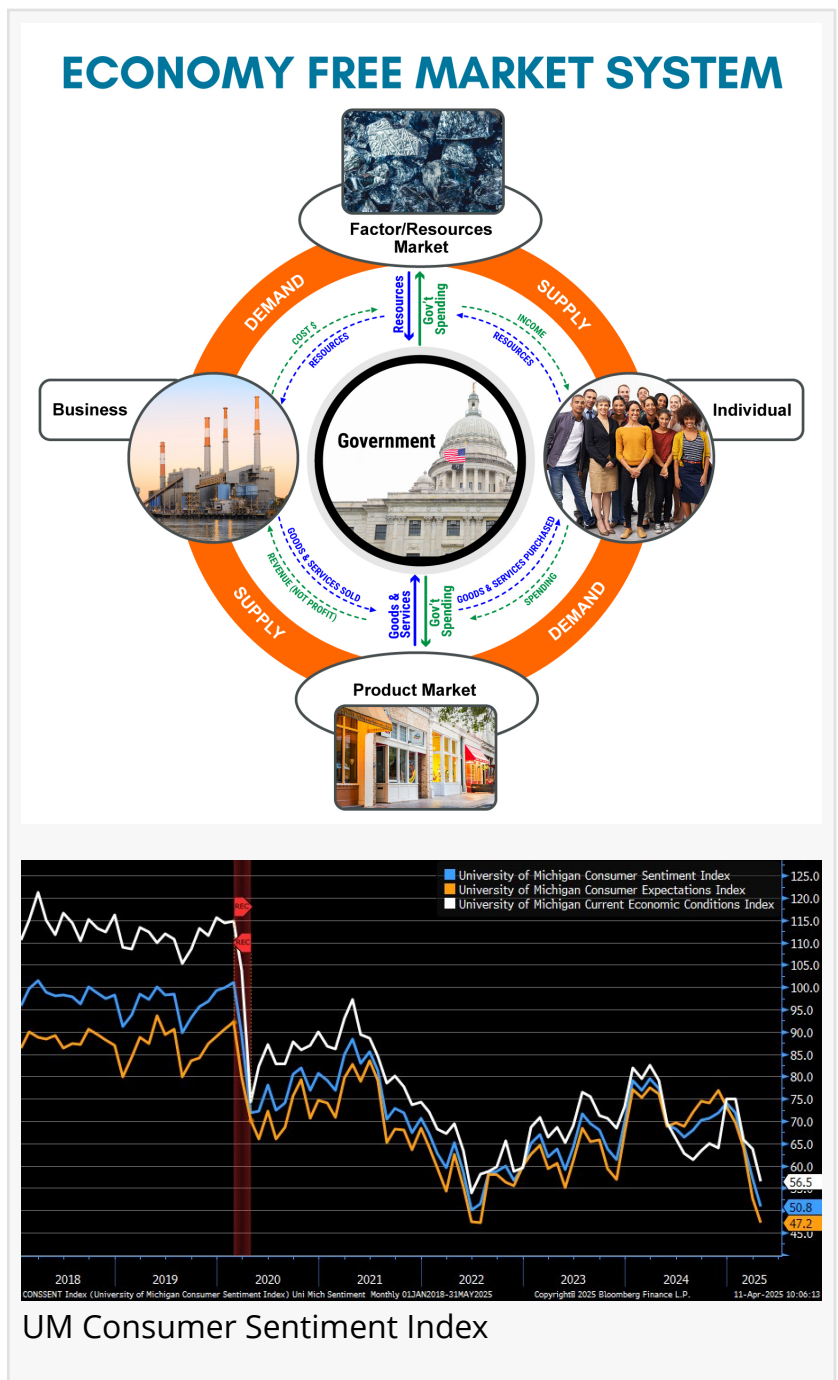 ECONOMY FREE MARKET SYSTEM
Factor/Resources
Market
DEMAND
SUPPLY
Resources
Gov't
Spending
COST $
RESOURCES
INCOME
RESOURCES
Business
Government
Individual
GOODS & SERVICES SOLD
REVENUE (NOT PROFIT)
Goods &
Services
Gov't
Spending
GOODS & SERVICES PURCHASED
SPENDING
SUPPLY
DEMAND
Product Market
University of Michigan Consumer Sentiment Index
University of Michigan Consumer Expectations Index
University of Michigan Current Economic Conditions Index
REC
REC
125.0
120.0
115.0
110.0
105.0
100.0
95.0
90.0
85.0
80.0
75.0
70.0
65.0
60.0
56.5
55.0
50.8
47.2
45.0
2018 2019 2020 2021 2022 2023 2024 2025
CONSSENT Index (University of Michigan Consumer Sentiment Index) Uni Mich Sentiment Monthly 01JAN2018-31MAY2025 Copyright© 2025 Bloomberg Finance L.P. 11-Apr-2025 10:06:13
UM Consumer Sentiment Index